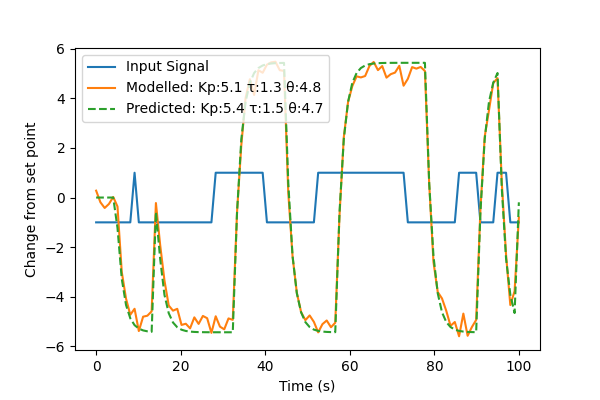 Input Signal
Modelled: Kp:5.1 τ:1.3 θ:4.8
Predicted: Kp:5.4 τ:1.5 θ:4.7
Change from set point
6
4
2
0
−2
−4
−6
0 20 40 60 80 100
Time (s)